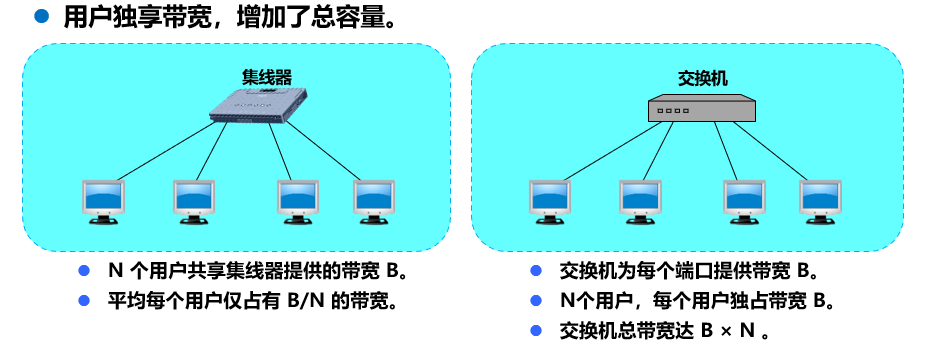 用户独享带宽，增加了总容量。
集线器
N 个用户共享集线器提供的带宽 B。
平均每个用户仅占有 B/N 的带宽。
交换机
交换机为每个端口提供带宽 B。
N个用户，每个用户独占带宽 B。
交换机总带宽达 B × N 。